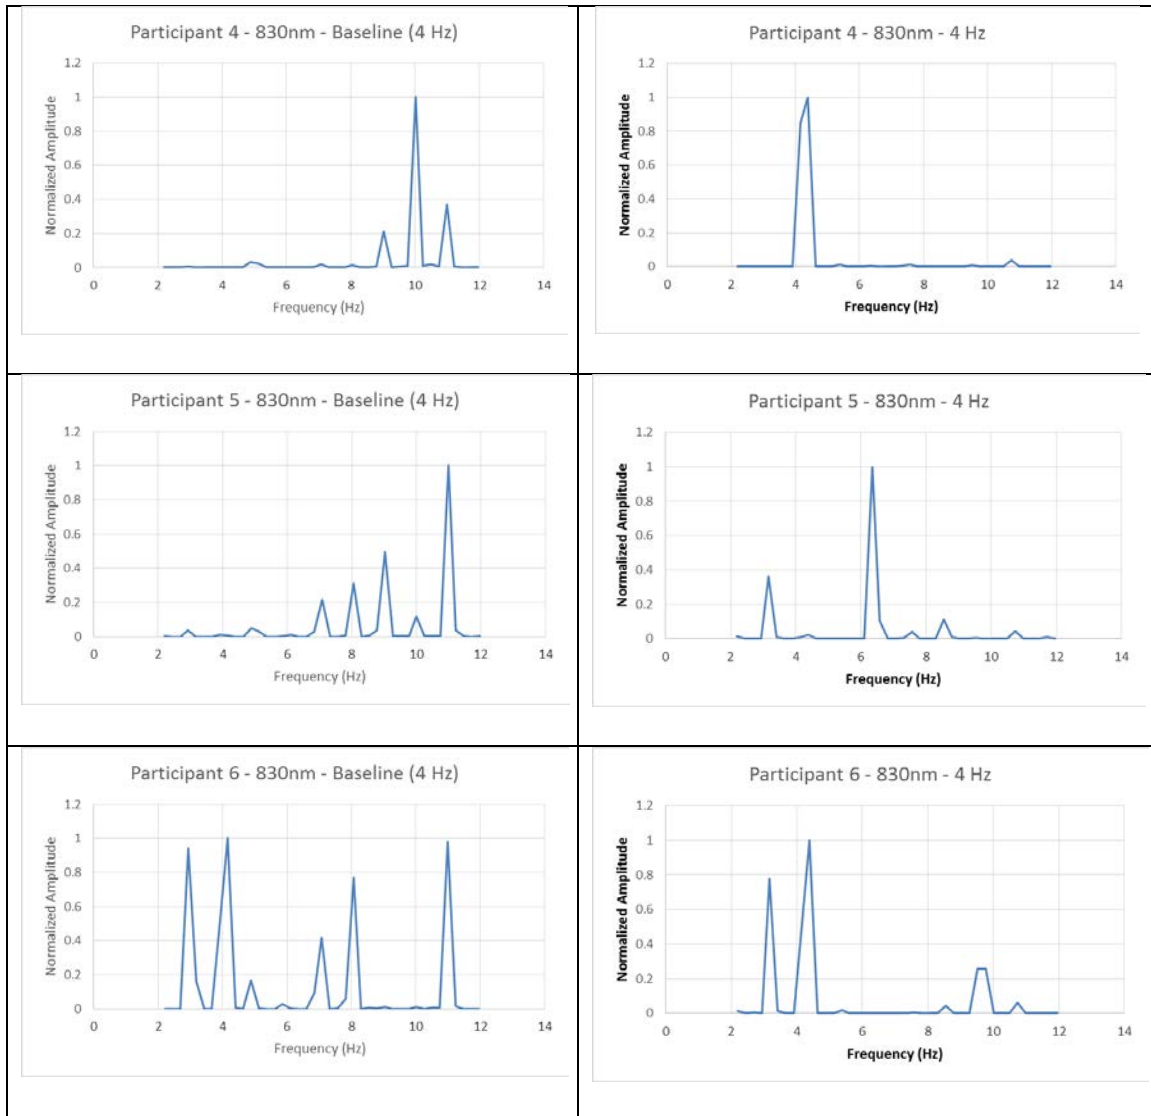 Participant 4 - 830nm - Baseline (4 Hz)
Normalized Amplitude
1.2
1
0.8
0.6
0.4
0.2
0
0 2 4 6 8 10 12 14
Frequency (Hz)
Participant 4 - 830nm - 4 Hz
Normalized Amplitude
1.2
1
0.8
0.6
0.4
0.2
0
0 2 4 6 8 10 12 14
Frequency (Hz)
Participant 5 - 830nm - Baseline (4 Hz)
Normalized Amplitude
1.2
1
0.8
0.6
0.4
0.2
0
0 2 4 6 8 10 12 14
Frequency (Hz)
Participant 5 - 830nm - 4 Hz
Normalized Amplitude
1.2
1
0.8
0.6
0.4
0.2
0
0 2 4 6 8 10 12 14
Frequency (Hz)
Participant 6 - 830nm - Baseline (4 Hz)
Normalized Amplitude
1.2
1
0.8
0.6
0.4
0.2
0
0 2 4 6 8 10 12 14
Frequency (Hz)
Participant 6 - 830nm - 4 Hz
Normalized Amplitude
1.2
1
0.8
0.6
0.4
0.2
0
0 2 4 6 8 10 12 14
Frequency (Hz)